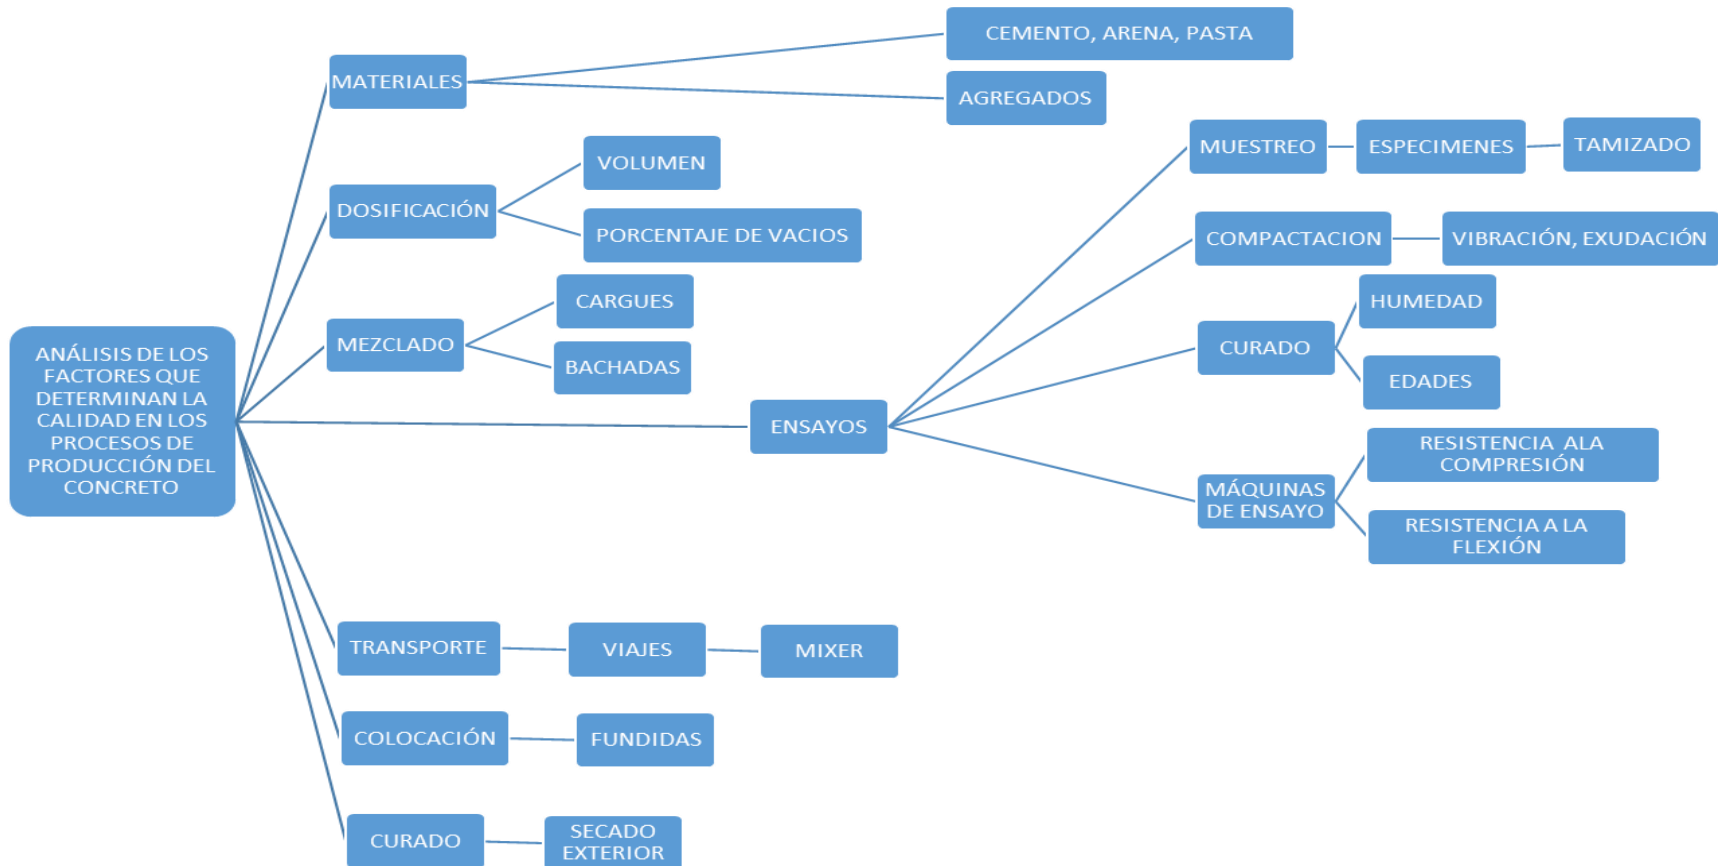 ANÁLISIS DE LOS
FACTORES QUE
DETERMINAN LA
CALIDAD EN LOS
PROCESOS DE
PRODUCCIÓN DEL
CONCRETO
MATERIALES
CEMENTO, ARENA, PASTA
AGREGADOS
DOSIFICACIÓN
VOLUMEN
PORCENTAJE DE VACIOS
MEZCLADO
CARGUES
BACHADAS
ENSAYOS
MUESTREO
ESPECIMENES
TAMIZADO
COMPACTACION
VIBRACIÓN, EXUDACIÓN
CURADO
HUMEDAD
EDADES
MÁQUINAS
DE ENSAYO
RESISTENCIA ALA
COMPRESIÓN
RESISTENCIA A LA
FLEXIÓN
TRANSPORTE
VIAJES
MIXER
COLOCACIÓN
FUNDIDAS
CURADO
SECADO
EXTERIOR